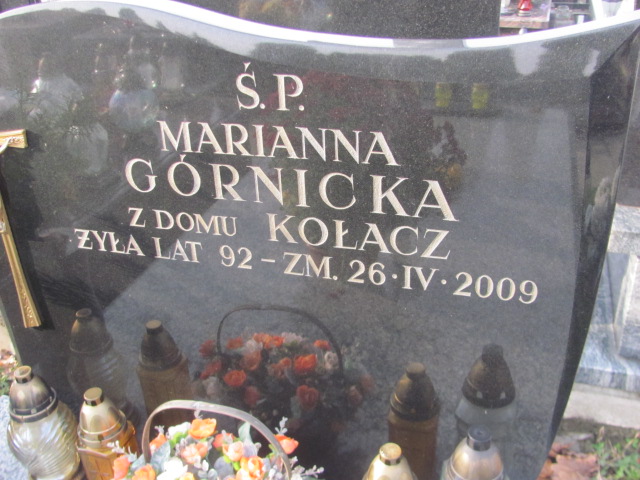 Ś.P.
MARIANNA
GÓRNICKA
Z DOMU KOŁACZ
ŻYŁA LAT 92 – ZM. 26·IV·2009